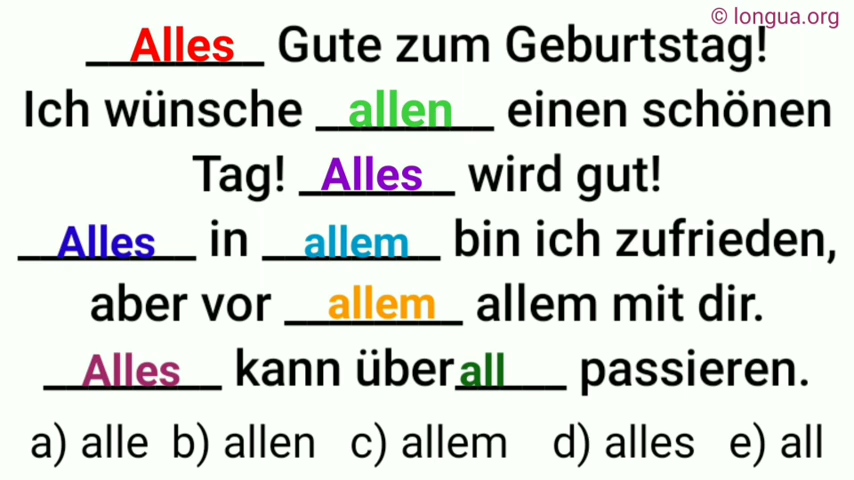 © longua.org
Alles Gute zum Geburtstag!
Ich wünsche allen einen schönen
Tag! Alles wird gut!
Alles in allem bin ich zufrieden,
aber vor allem allem mit dir.
Alles kann überall passieren.
a) alle b) allen c) allem d) alles e) all